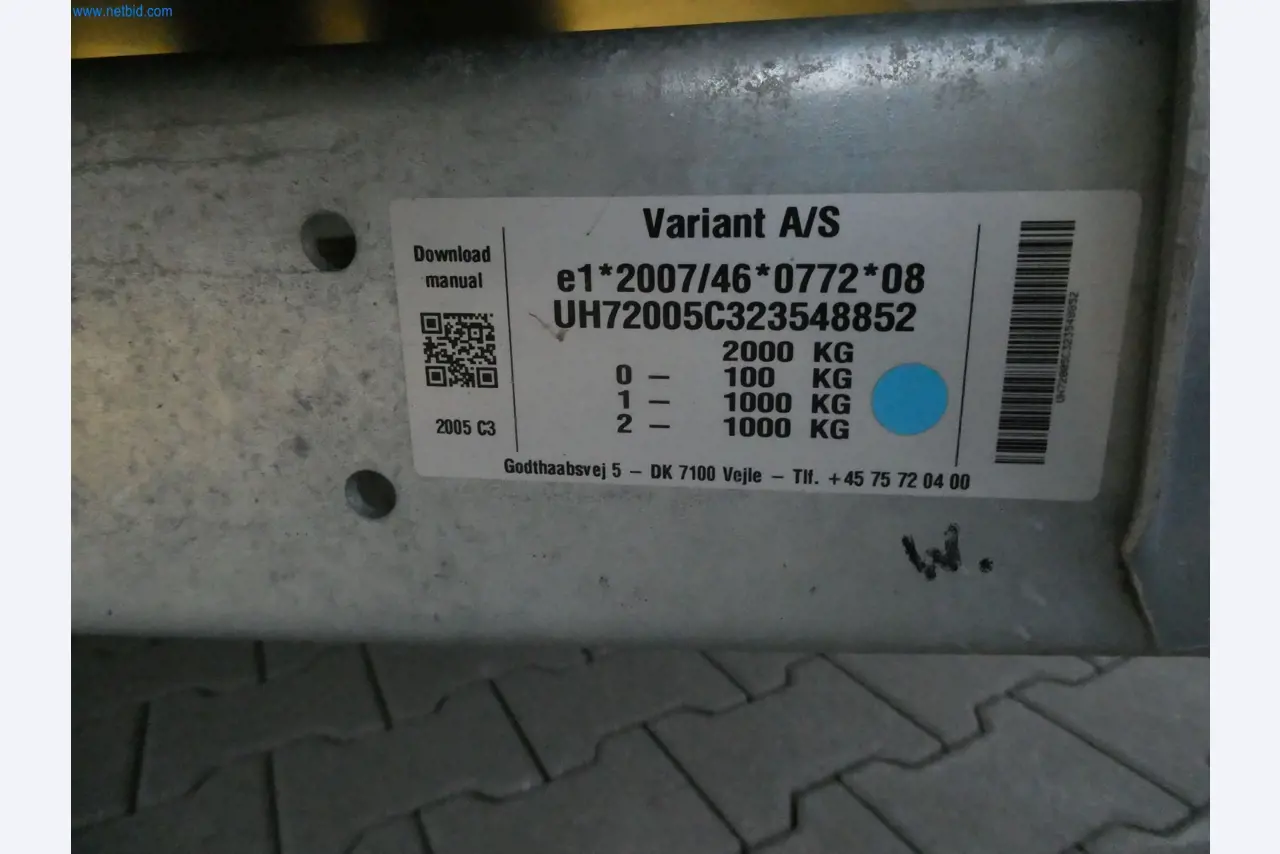 www.netbid.com
Variant A/S
Download
manual
e1*2007/46*0772*08
UH72005C323548852
2000 KG
0 – 100 KG
1 – 1000 KG
2 – 1000 KG
2005 C3
Godthaabsvej 5 – DK 7100 Vejle – Tlf. +45 75 72 04 00
UH72005C323548852
W.